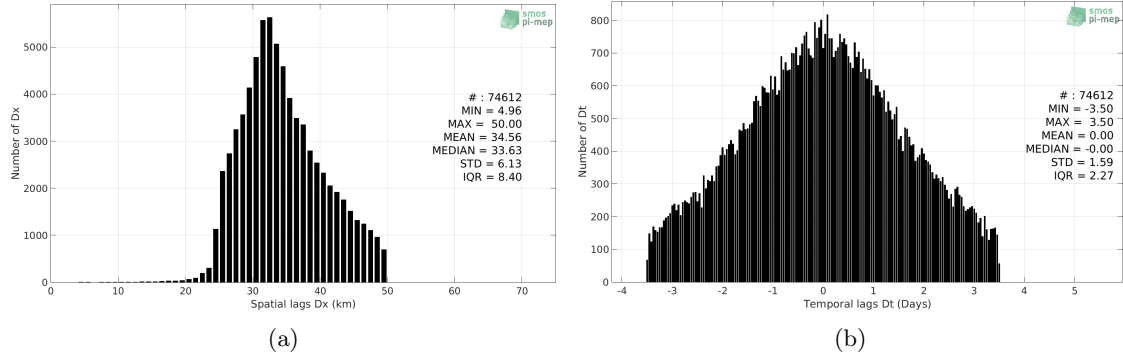 smos
pi-mep
5000
4000
3000
2000
1000
0
Number of Dx
# : 74612
MIN = 4.96
MAX = 50.00
MEAN = 34.56
MEDIAN = 33.63
STD = 6.13
IQR = 8.40
0 10 20 30 40 50 60 70
Spatial lags Dx (km)
(a)
smos
pi-mep
800
700
600
500
400
300
200
100
0
Number of Dt
# : 74612
MIN = -3.50
MAX = 3.50
MEAN = 0.00
MEDIAN = -0.00
STD = 1.59
IQR = 2.27
-4 -3 -2 -1 0 1 2 3 4 5
Temporal lags Dt (Days)
(b)